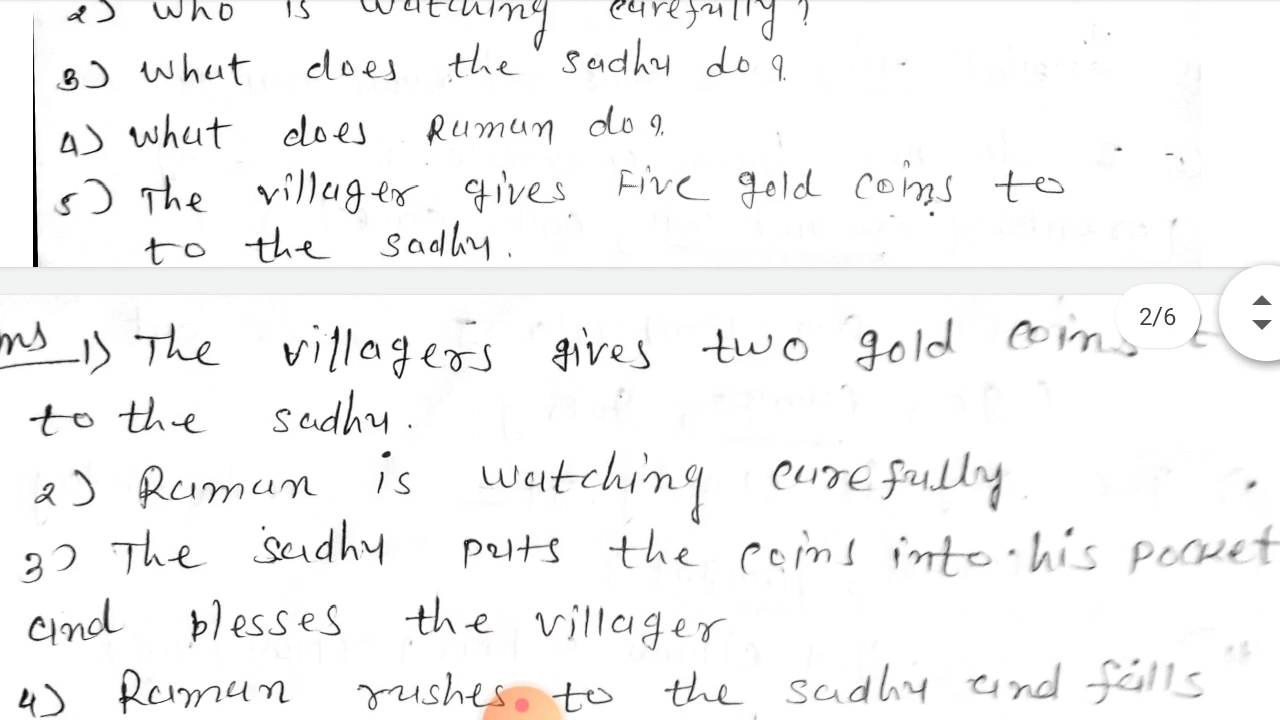 2) Who is watching carefully?
3) What does the sadhu do?
4) What does Raman do?
5) The villager gives Five gold coins to
to the sadhu.
2/6
Ans 1) The villagers gives two gold coins
to the sadhu.
2) Raman is watching carefully
3) The sadhu puts the coins into his pocket
and blesses the villager
4) Raman rushes to the sadhu and falls